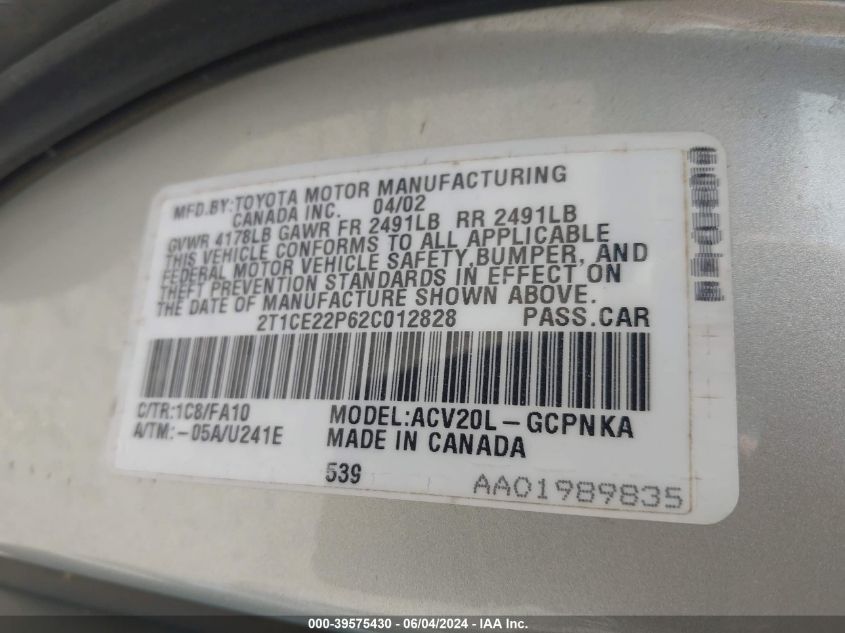 MFD.BY:TOYOTA MOTOR MANUFACTURING
CANADA INC. 04/02
GVWR 4178LB GAWR FR 2491LB RR 2491LB
THIS VEHICLE CONFORMS TO ALL APPLICABLE
FEDERAL MOTOR VEHICLE SAFETY,BUMPER, AND
THEFT PREVENTION STANDARDS IN EFFECT ON
THE DATE OF MANUFACTURE SHOWN ABOVE.
2T1CE22P62C012828 PASS.CAR
C/TR:1C8/FA10 MODEL:ACV20L-GCPNKA
A/TM:-05A/U241E MADE IN CANADA
539 AA01989835
000-39575430 - 06/04/2024 - IAA Inc.